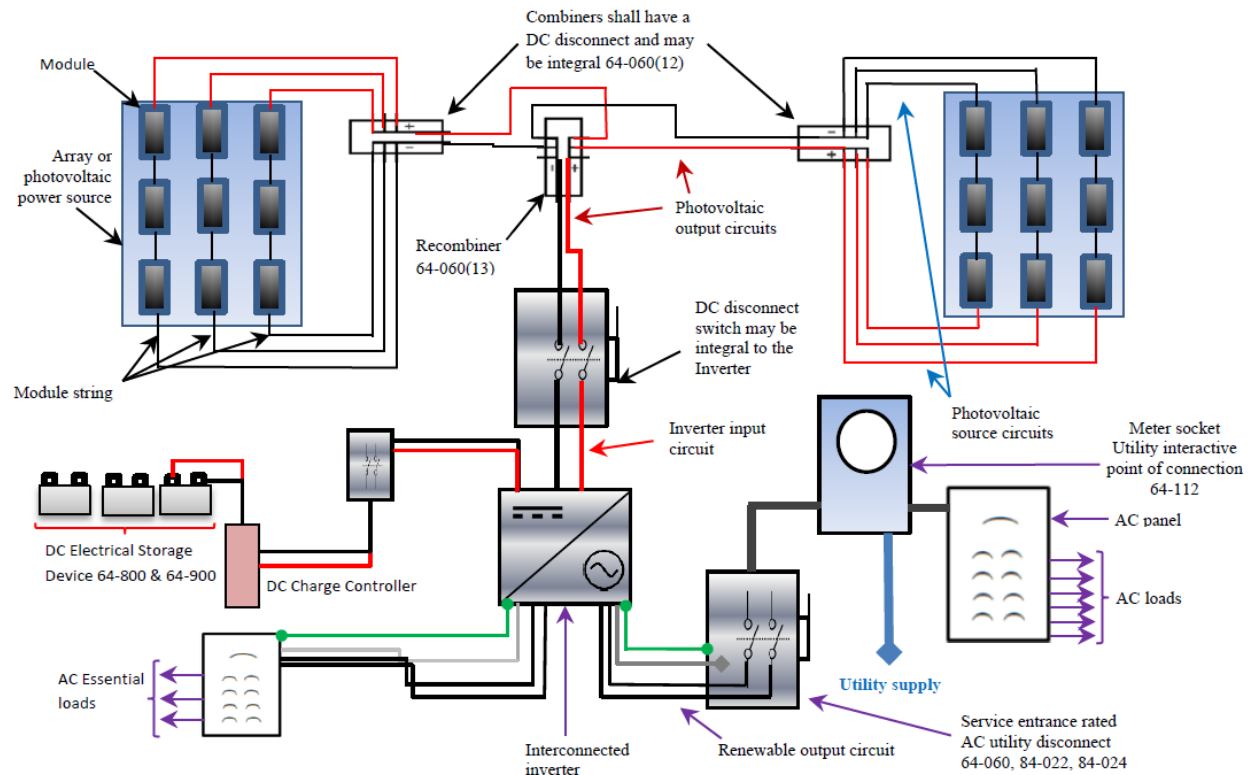 Combiners shall have a
DC disconnect and may
be integral 64-060(12)
Module
+
-
-
+
-
+
Array or
photovoltaic
power source
Photovoltaic
output circuits
Recombiner
64-060(13)
DC disconnect
switch may be
integral to the
Inverter
Module string
Photovoltaic
source circuits
Inverter input
circuit
Meter socket
Utility interactive
point of connection
64-112
AC panel
DC Electrical Storage
Device 64-800 & 64-900
DC Charge Controller
AC loads
AC Essential
loads
Utility supply
Interconnected
inverter
Renewable output circuit
Service entrance rated
AC utility disconnect
64-060, 84-022, 84-024